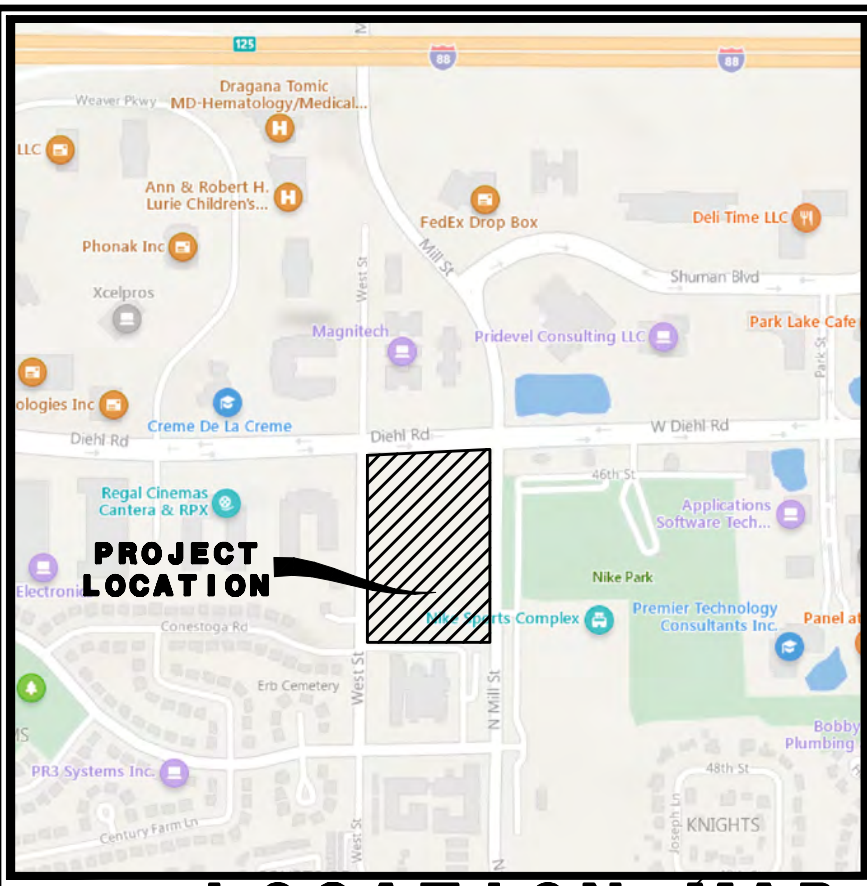 125
88
88
Weaver Pkwy
Dragana Tomic
MD-Hematology/Medical...
LLC
Ann & Robert H.
Lurie Children's...
FedEx Drop Box
Deli Time LLC
Phonak Inc
Mill St
West St
Shuman Blvd
Xcelpros
Magnitech
Pridevel Consulting LLC
Park Lake Cafe
Park St
ologies Inc
Creme De La Creme
Diehl Rd
Diehl Rd
W Diehl Rd
46th St
Regal Cinemas
Cantera & RPX
Applications
Software Tech...
PROJECT
LOCATION
Electronic
Nike Park
Nike Sports Complex
Premier Technology
Consultants Inc.
Panel at
Conestoga Rd
West St
Erb Cemetery
N Mill St
MS
Bobby
Plumbing
PR3 Systems Inc.
48th St
Joseph Ln
KNIGHTS
Century Farm Ln
West St
N
LOCATION MAP